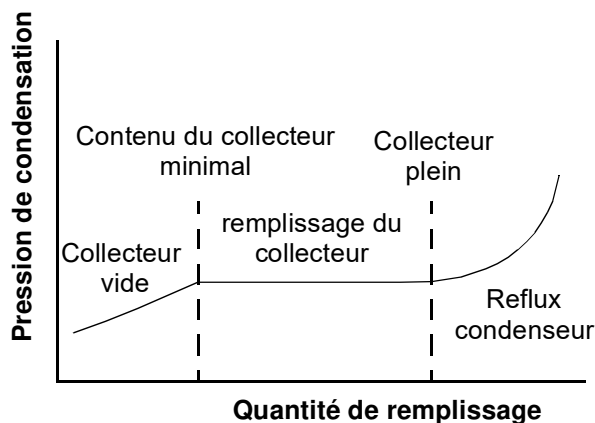 Pression de condensation
Contenu du collecteur
minimal
Collecteur
plein
remplissage du
collecteur
Collecteur
vide
Reflux
condenseur
Quantité de remplissage